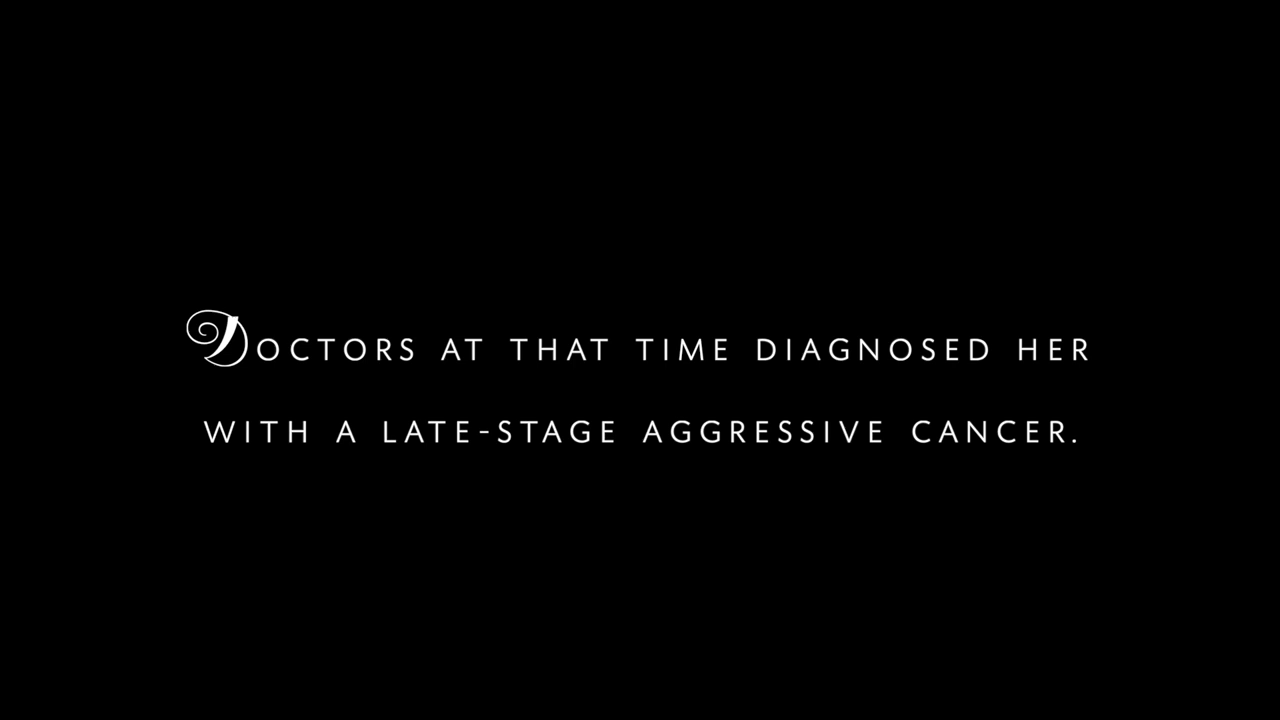 DOCTORS AT THAT TIME DIAGNOSED HER
WITH A LATE-STAGE AGGRESSIVE CANCER.